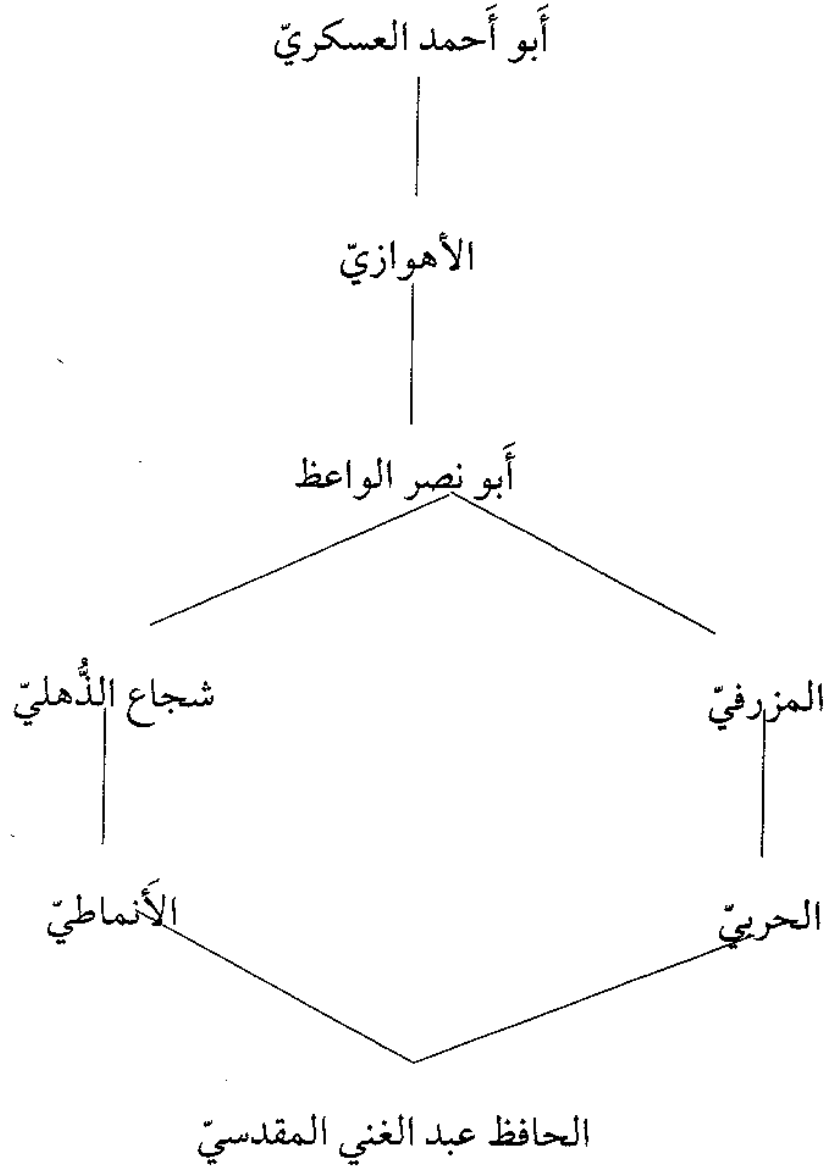 أَبو أَحمد العسكريّ
الأهوازيّ
أَبو نصر الواعظ
المزرفيّ
شجاع الذُّهليّ
الحربيّ
الأَنماطيّ
الحافظ عبد الغني المقدسيّ